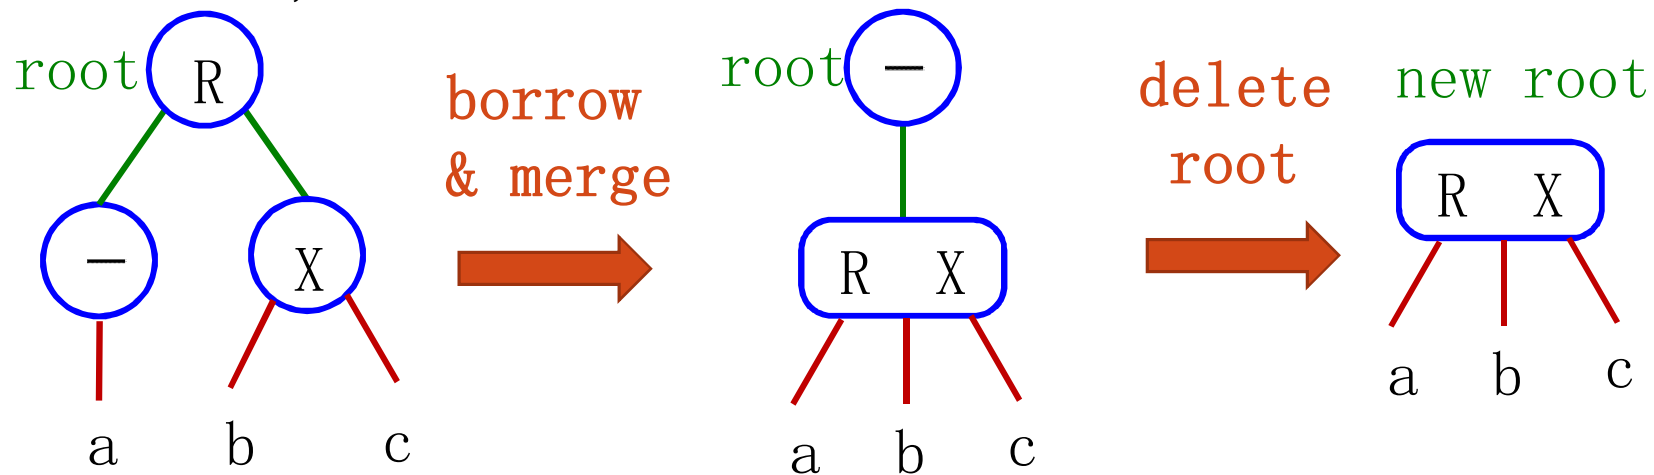 root
R
—
X
a
b
c
borrow
& merge
root
—
R X
a
b
c
delete
root
new root
R X
a
b
c